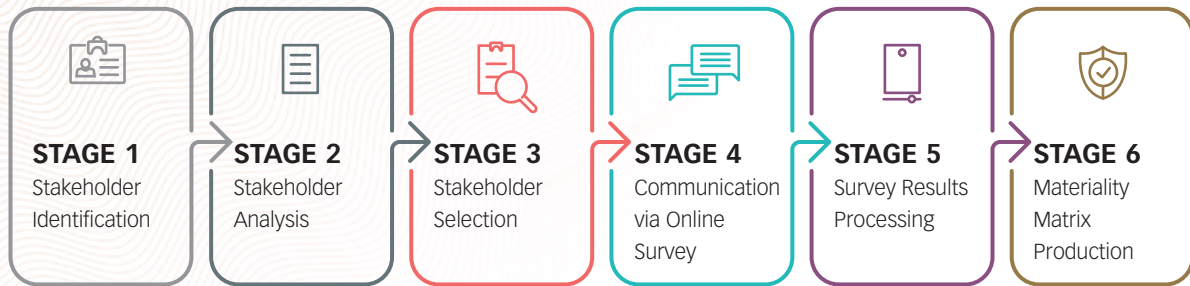 STAGE 1
Stakeholder
Identification
STAGE 2
Stakeholder
Analysis
STAGE 3
Stakeholder
Selection
STAGE 4
Communication
via Online
Survey
STAGE 5
Survey Results
Processing
STAGE 6
Materiality
Matrix
Production